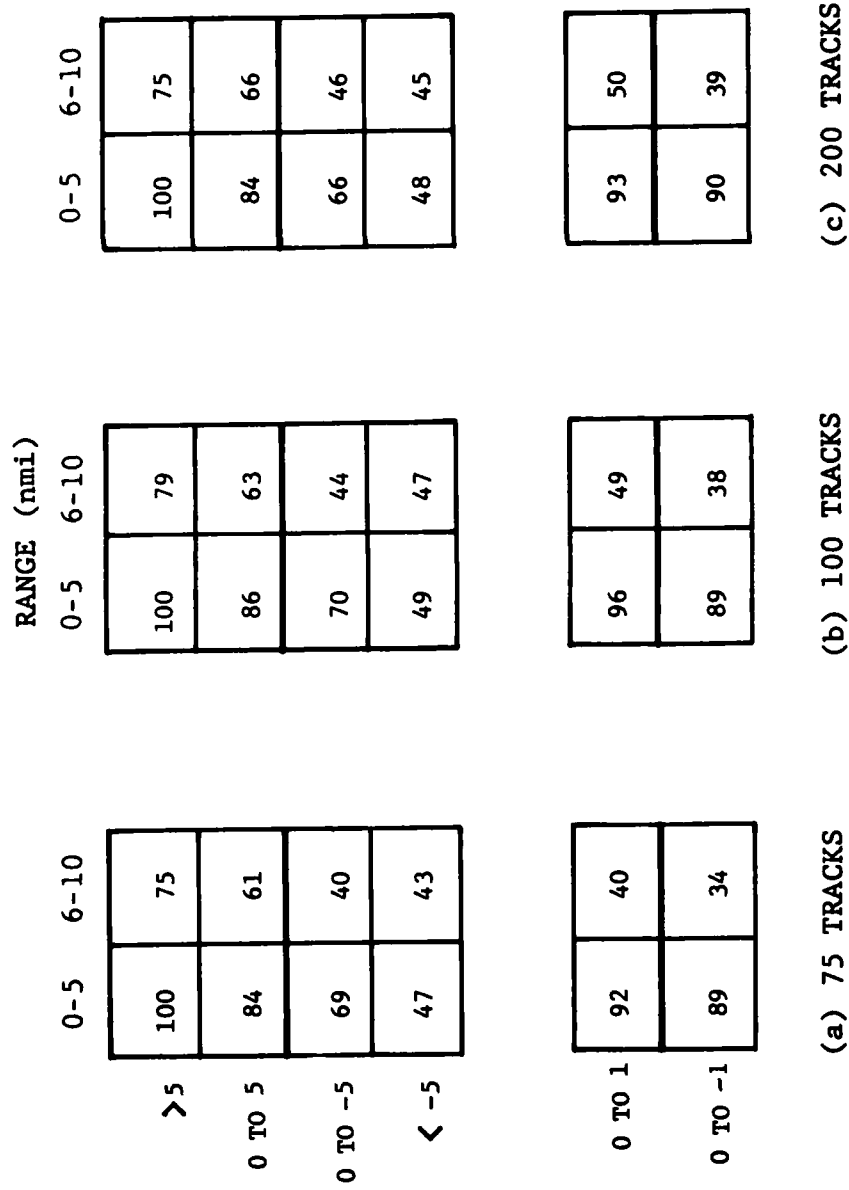 RANGE (nmi)
0-5 6-10 0-5 6-10 0-5 6-10
>5 100 75 100 79 100 75
0 TO 5 84 61 86 63 84 66
0 TO -5 69 40 70 44 66 46
< -5 47 43 49 47 48 45
0 TO 1 92 40 96 49 93 50
0 TO -1 89 34 89 38 90 39
(a) 75 TRACKS (b) 100 TRACKS (c) 200 TRACKS